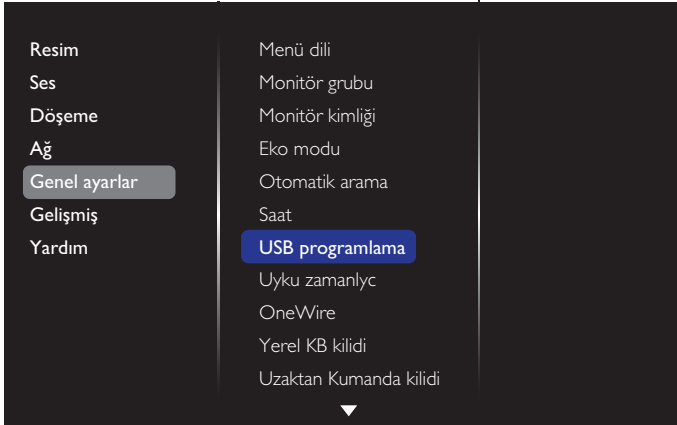 Resim
Ses
Döşeme
Ağ
Genel ayarlar
Gelişmiş
Yardım
Menü dili
Monitör grubu
Monitör kimliği
Eko modu
Otomatik arama
Saat
USB programlama
Uyku zamanlyc
OneWire
Yerel KB kilidi
Uzaktan Kumanda kilidi